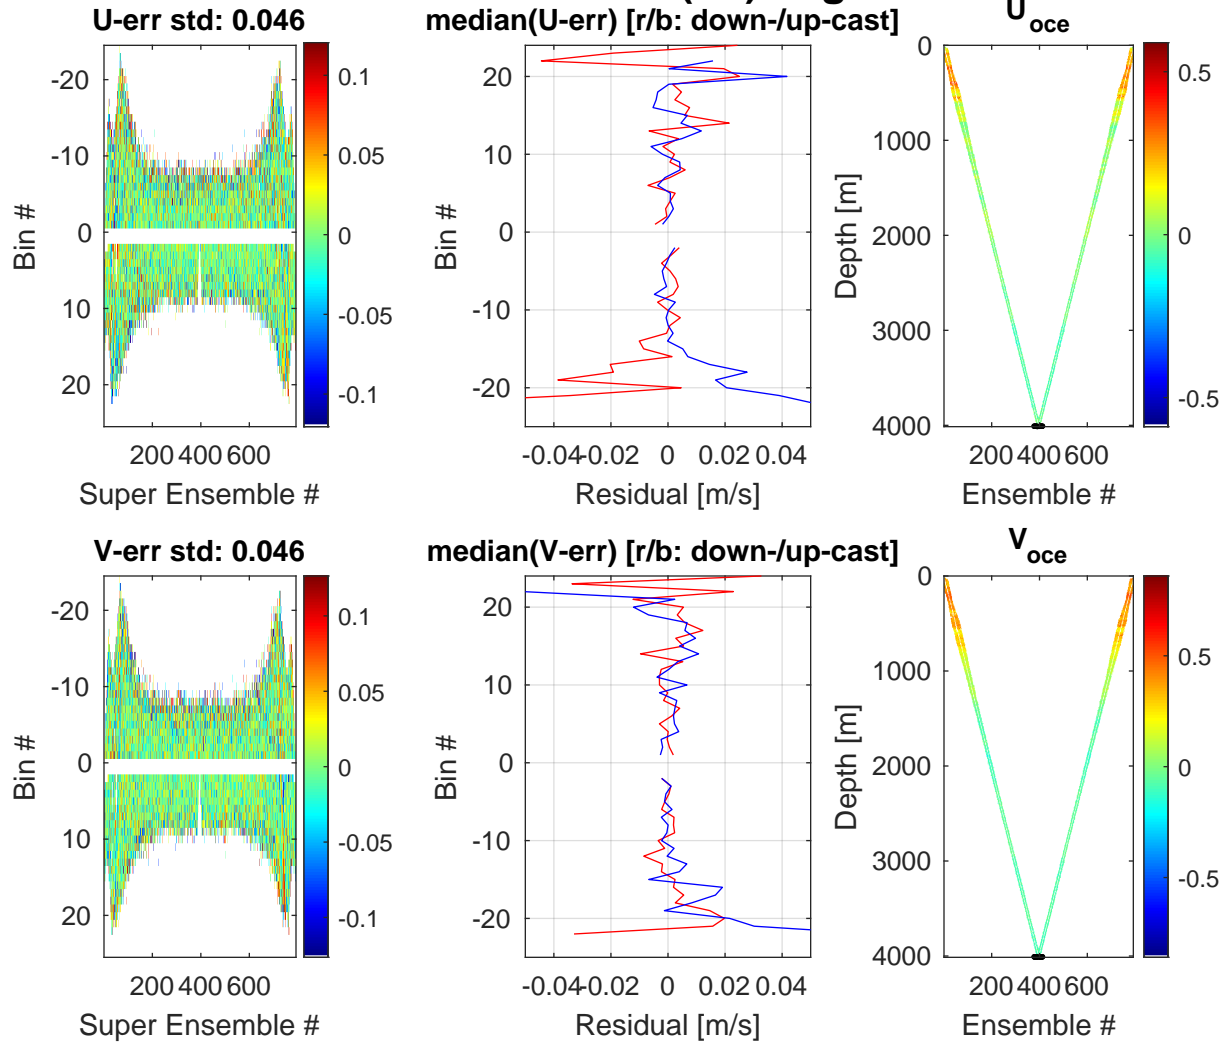 U-err std: 0.046
median(U-err) [r/b: down-/up-cast]
U oce
-20
-10
0
10
20
Bin #
200 400 600
Super Ensemble #
0.1
0.05
0
-0.05
-0.1
20
10
0
-10
-20
Bin #
-0.04 -0.02 0 0.02 0.04
Residual [m/s]
0
1000
2000
3000
4000
Depth [m]
200 400 600
Ensemble #
0.5
0
-0.5
V-err std: 0.046
median(V-err) [r/b: down-/up-cast]
V oce
-20
-10
0
10
20
Bin #
200 400 600
Super Ensemble #
0.1
0.05
0
-0.05
-0.1
20
10
0
-10
-20
Bin #
-0.04 -0.02 0 0.02 0.04
Residual [m/s]
0
1000
2000
3000
4000
Depth [m]
200 400 600
Ensemble #
0.5
0
-0.5